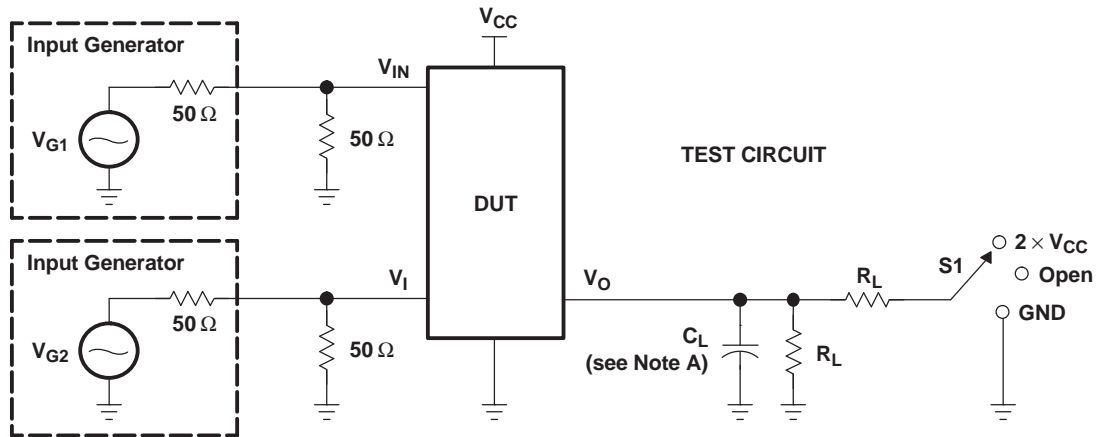 V_CC
Input Generator
V_IN
50 Ω
V_G1
50 Ω
TEST CIRCUIT
DUT
Input Generator
2 × V_CC
S1
V_I
V_O
R_L
Open
50 Ω
GND
V_G2
50 Ω
C_L
(see Note A)
R_L